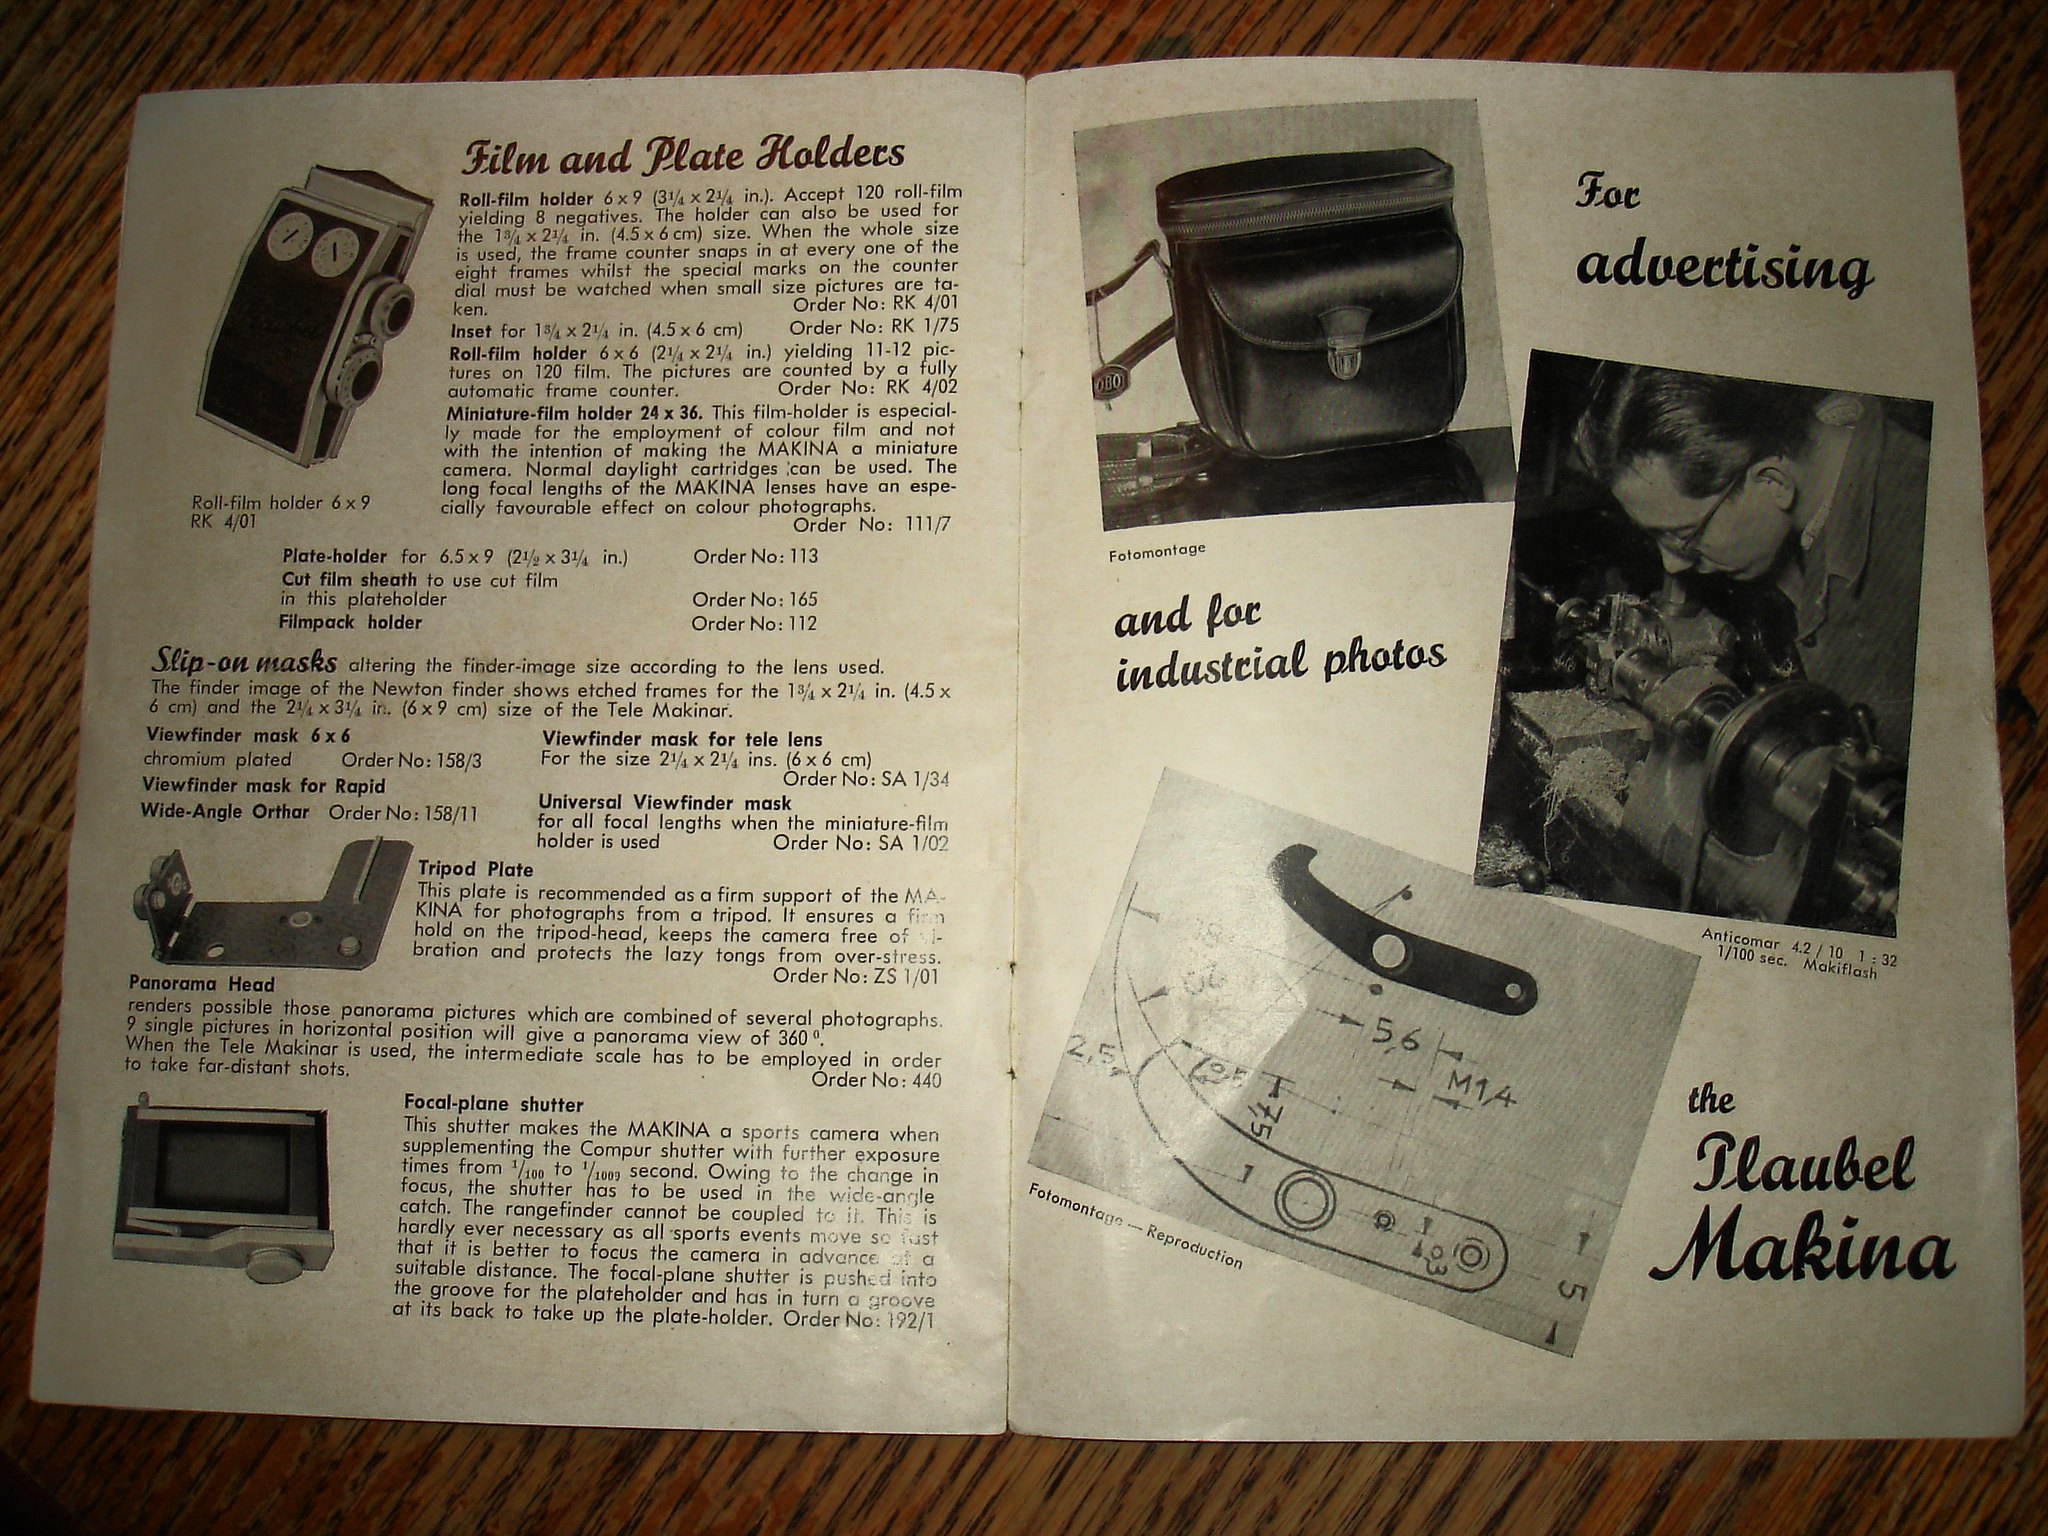 Film and Plate Holders
Roll-film holder 6 x 9 (3¼ x 2¼ in.). Accept 120 roll-film
yielding 8 negatives. The holder can also be used for
the 1¾ x 2¼ in. (4.5 x 6 cm) size. When the whole size
is used, the frame counter snaps in at every one of the
eight frames whilst the special marks on the counter
dial must be watched when small size pictures are ta-
ken. Order No: RK 4/01
Inset for 1¾ x 2¼ in. (4.5 x 6 cm) Order No: RK 1/75
Roll-film holder 6 x 6 (2¼ x 2¼ in.) yielding 11-12 pic-
tures on 120 film. The pictures are counted by a fully
automatic frame counter. Order No: RK 4/02
Miniature-film holder 24 x 36. This film-holder is especial-
ly made for the employment of colour film and not
with the intention of making the MAKINA a miniature
camera. Normal daylight cartridges can be used. The
long focal lengths of the MAKINA lenses have an espe-
cially favourable effect on colour photographs.
Order No: 111/7
Roll-film holder 6 x 9
RK 4/01
Plate-holder for 6.5 x 9 (2½ x 3¼ in.) Order No: 113
Cut film sheath to use cut film
in this plateholder Order No: 165
Filmpack holder Order No: 112
Slip-on masks altering the finder-image size according to the lens used.
The finder image of the Newton finder shows etched frames for the 1¾ x 2¼ in. (4.5 x
6 cm) and the 2¼ x 3¼ in. (6 x 9 cm) size of the Tele Makinar.
Viewfinder mask 6 x 6
chromium plated Order No: 158/3
Viewfinder mask for Rapid
Wide-Angle Orthar Order No: 158/11
Viewfinder mask for tele lens
For the size 2¼ x 2¼ ins. (6 x 6 cm)
Order No: SA 1/34
Universal Viewfinder mask
for all focal lengths when the miniature-film
holder is used Order No: SA 1/02
Tripod Plate
This plate is recommended as a firm support of the MA-
KINA for photographs from a tripod. It ensures a firm
hold on the tripod-head, keeps the camera free of vi-
bration and protects the lazy tongs from over-stress.
Order No: ZS 1/01
Panorama Head
renders possible those panorama pictures which are combined of several photographs.
9 single pictures in horizontal position will give a panorama view of 360⁰.
When the Tele Makinar is used, the intermediate scale has to be employed in order
to take far-distant shots. Order No: 440
Focal-plane shutter
This shutter makes the MAKINA a sports camera when
supplementing the Compur shutter with further exposure
times from 1/100 to 1/1000 second. Owing to the change in
focus, the shutter has to be used in the wide-angle
catch. The rangefinder cannot be coupled to it. This is
hardly ever necessary as all sports events move so fast
that it is better to focus the camera in advance at a
suitable distance. The focal-plane shutter is pushed into
the groove for the plateholder and has in turn a groove
at its back to take up the plate-holder. Order No: 192/1
For
advertising
Fotomontage
and for
industrial photos
Anticomar 4.2 / 10 1 : 32
1/100 sec. Makiflash
5,6
2,5
M1,4
7,5
1
5
Fotomontage — Reproduction
the
Plaubel
Makina